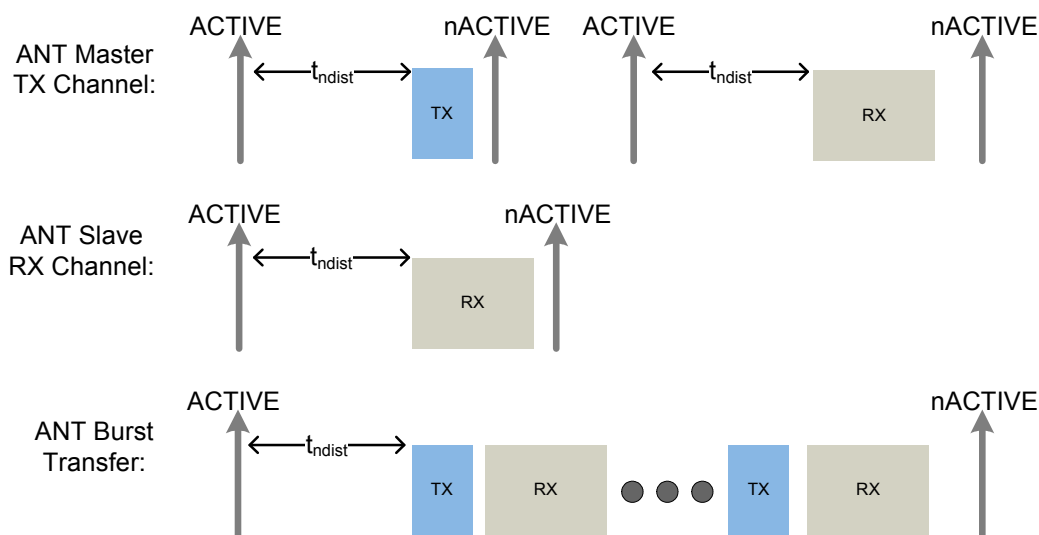 ACTIVE nACTIVE ACTIVE nACTIVE
ANT Master
TX Channel:
tndist tndist
TX RX
ACTIVE nACTIVE
ANT Slave
RX Channel:
tndist
RX
ACTIVE nACTIVE
ANT Burst
Transfer:
tndist
TX RX TX RX